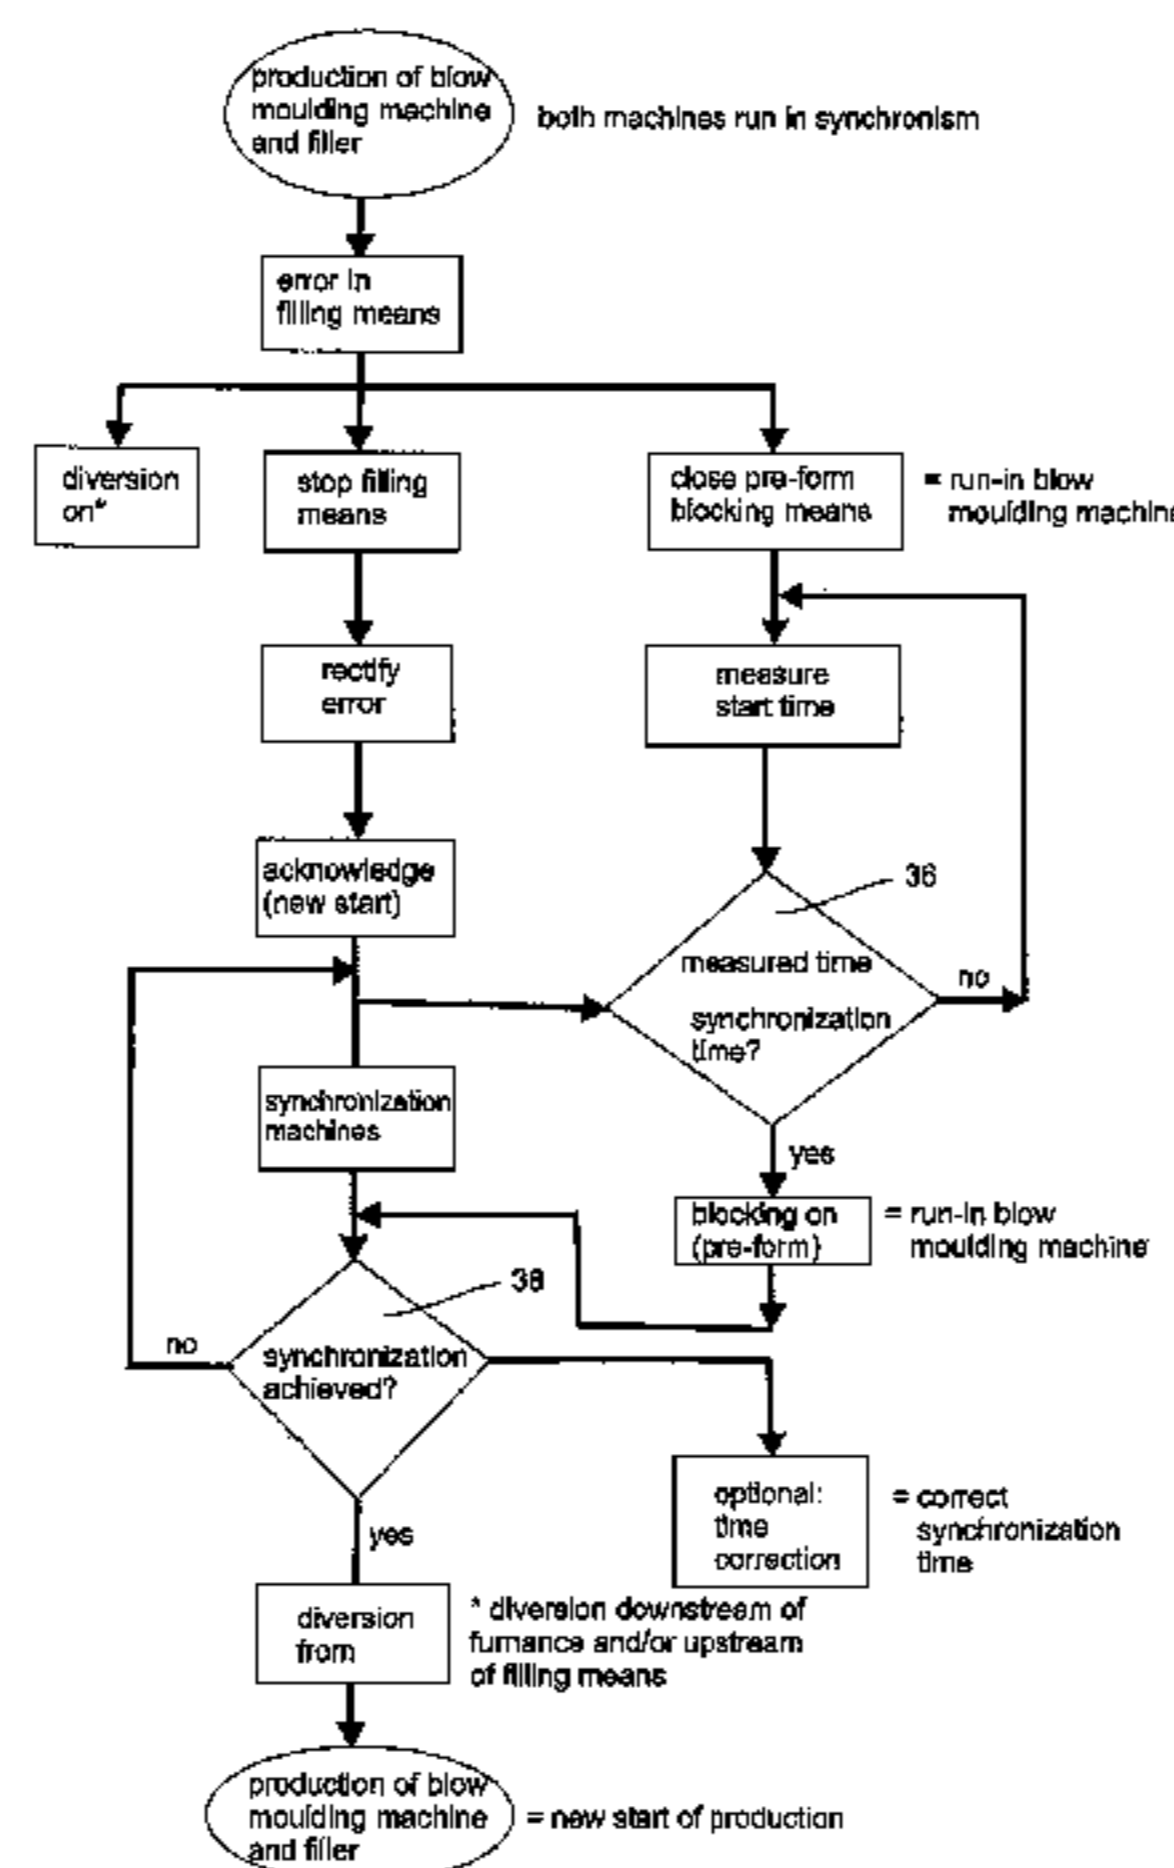 production of blow
moulding machine
and filler
both machines run in synchronism
error in
filling means
diversion
on*
stop filling
means
close pre-form
blocking means
= run-in blow
moulding machine
rectify
error
measure
start time
acknowledge
(new start)
36
measured time
synchronization
time?
no
yes
synchronization
machines
blocking on
(pre-form)
= run-in blow
moulding machine
38
no
synchronization
achieved?
yes
optional:
time
correction
= correct
synchronization
time
diversion
from
* diversion downstream of
furnance and/or upstream
of filling means
production of blow
moulding machine
and filler
= new start of production